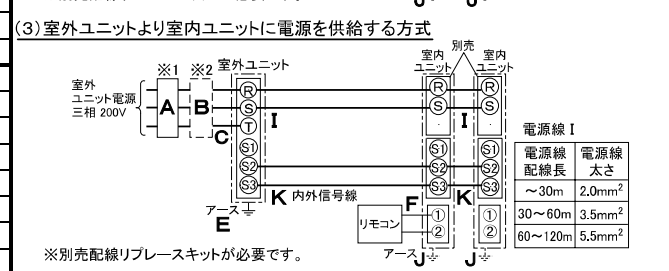 (3)室外ユニットより室内ユニットに電源を供給する方式
※1 ※2 室外ユニット
室内ユニット 別売 室内ユニット
室外
ユニット電源
三相 200V
A B C
R
S
T
S1
S2
S3
I
K 内外信号線
アース
E
R
S
S1
S2
S3
F
リモコン
①
②
アース J
I
K
R
S
S1
S2
S3
①
②
J
電源線 I
電源線配線長 電源線太さ
~30m 2.0mm²
30~60m 3.5mm²
60~120m 5.5mm²
※別売配線リプレースキットが必要です。